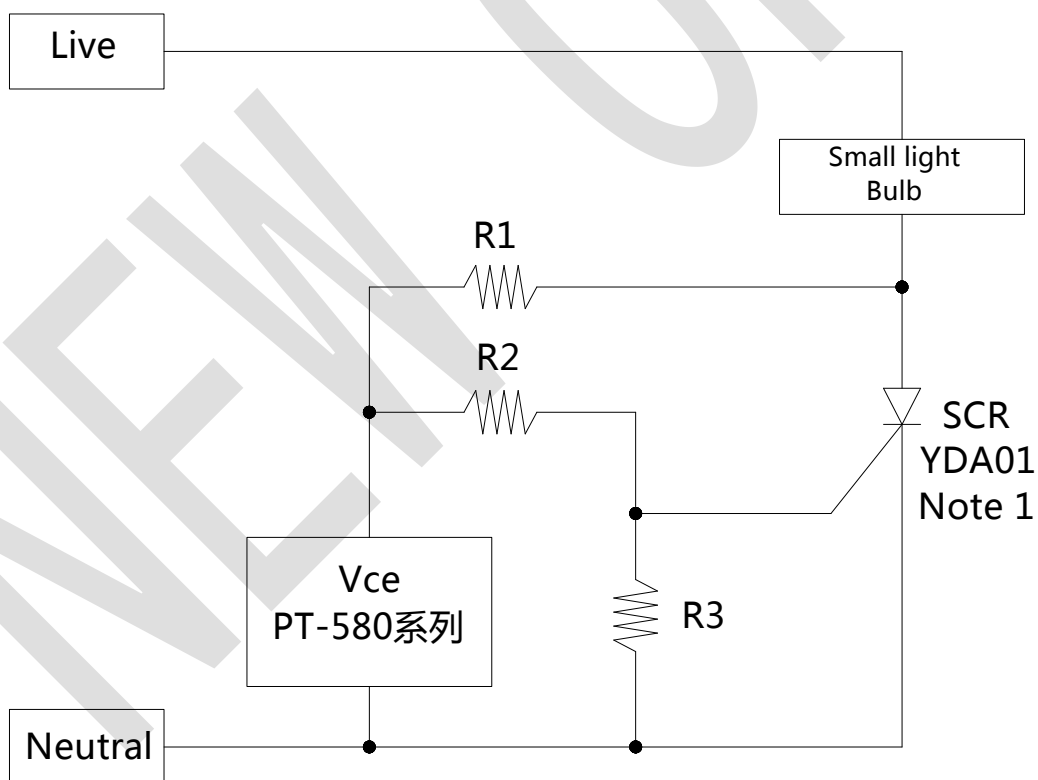 Live
Small light
Bulb
R1
R2
SCR
YDA01
Note 1
Vce
PT-580系列
R3
Neutral